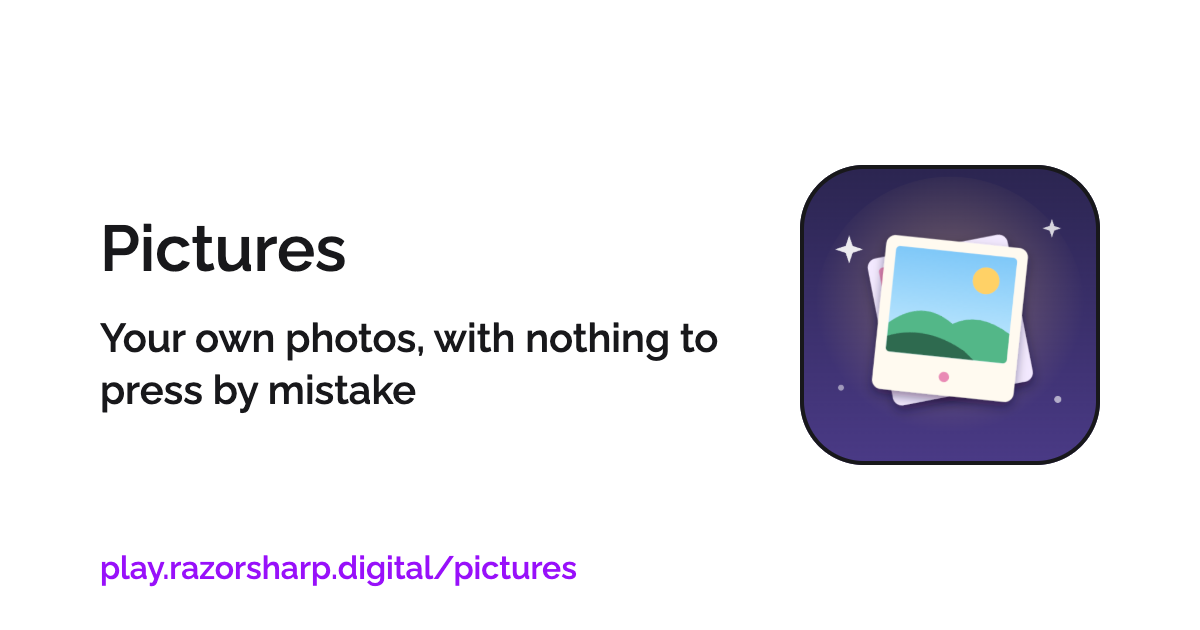 Pictures
Your own photos, with nothing to
press by mistake
play.razorsharp.digital/pictures